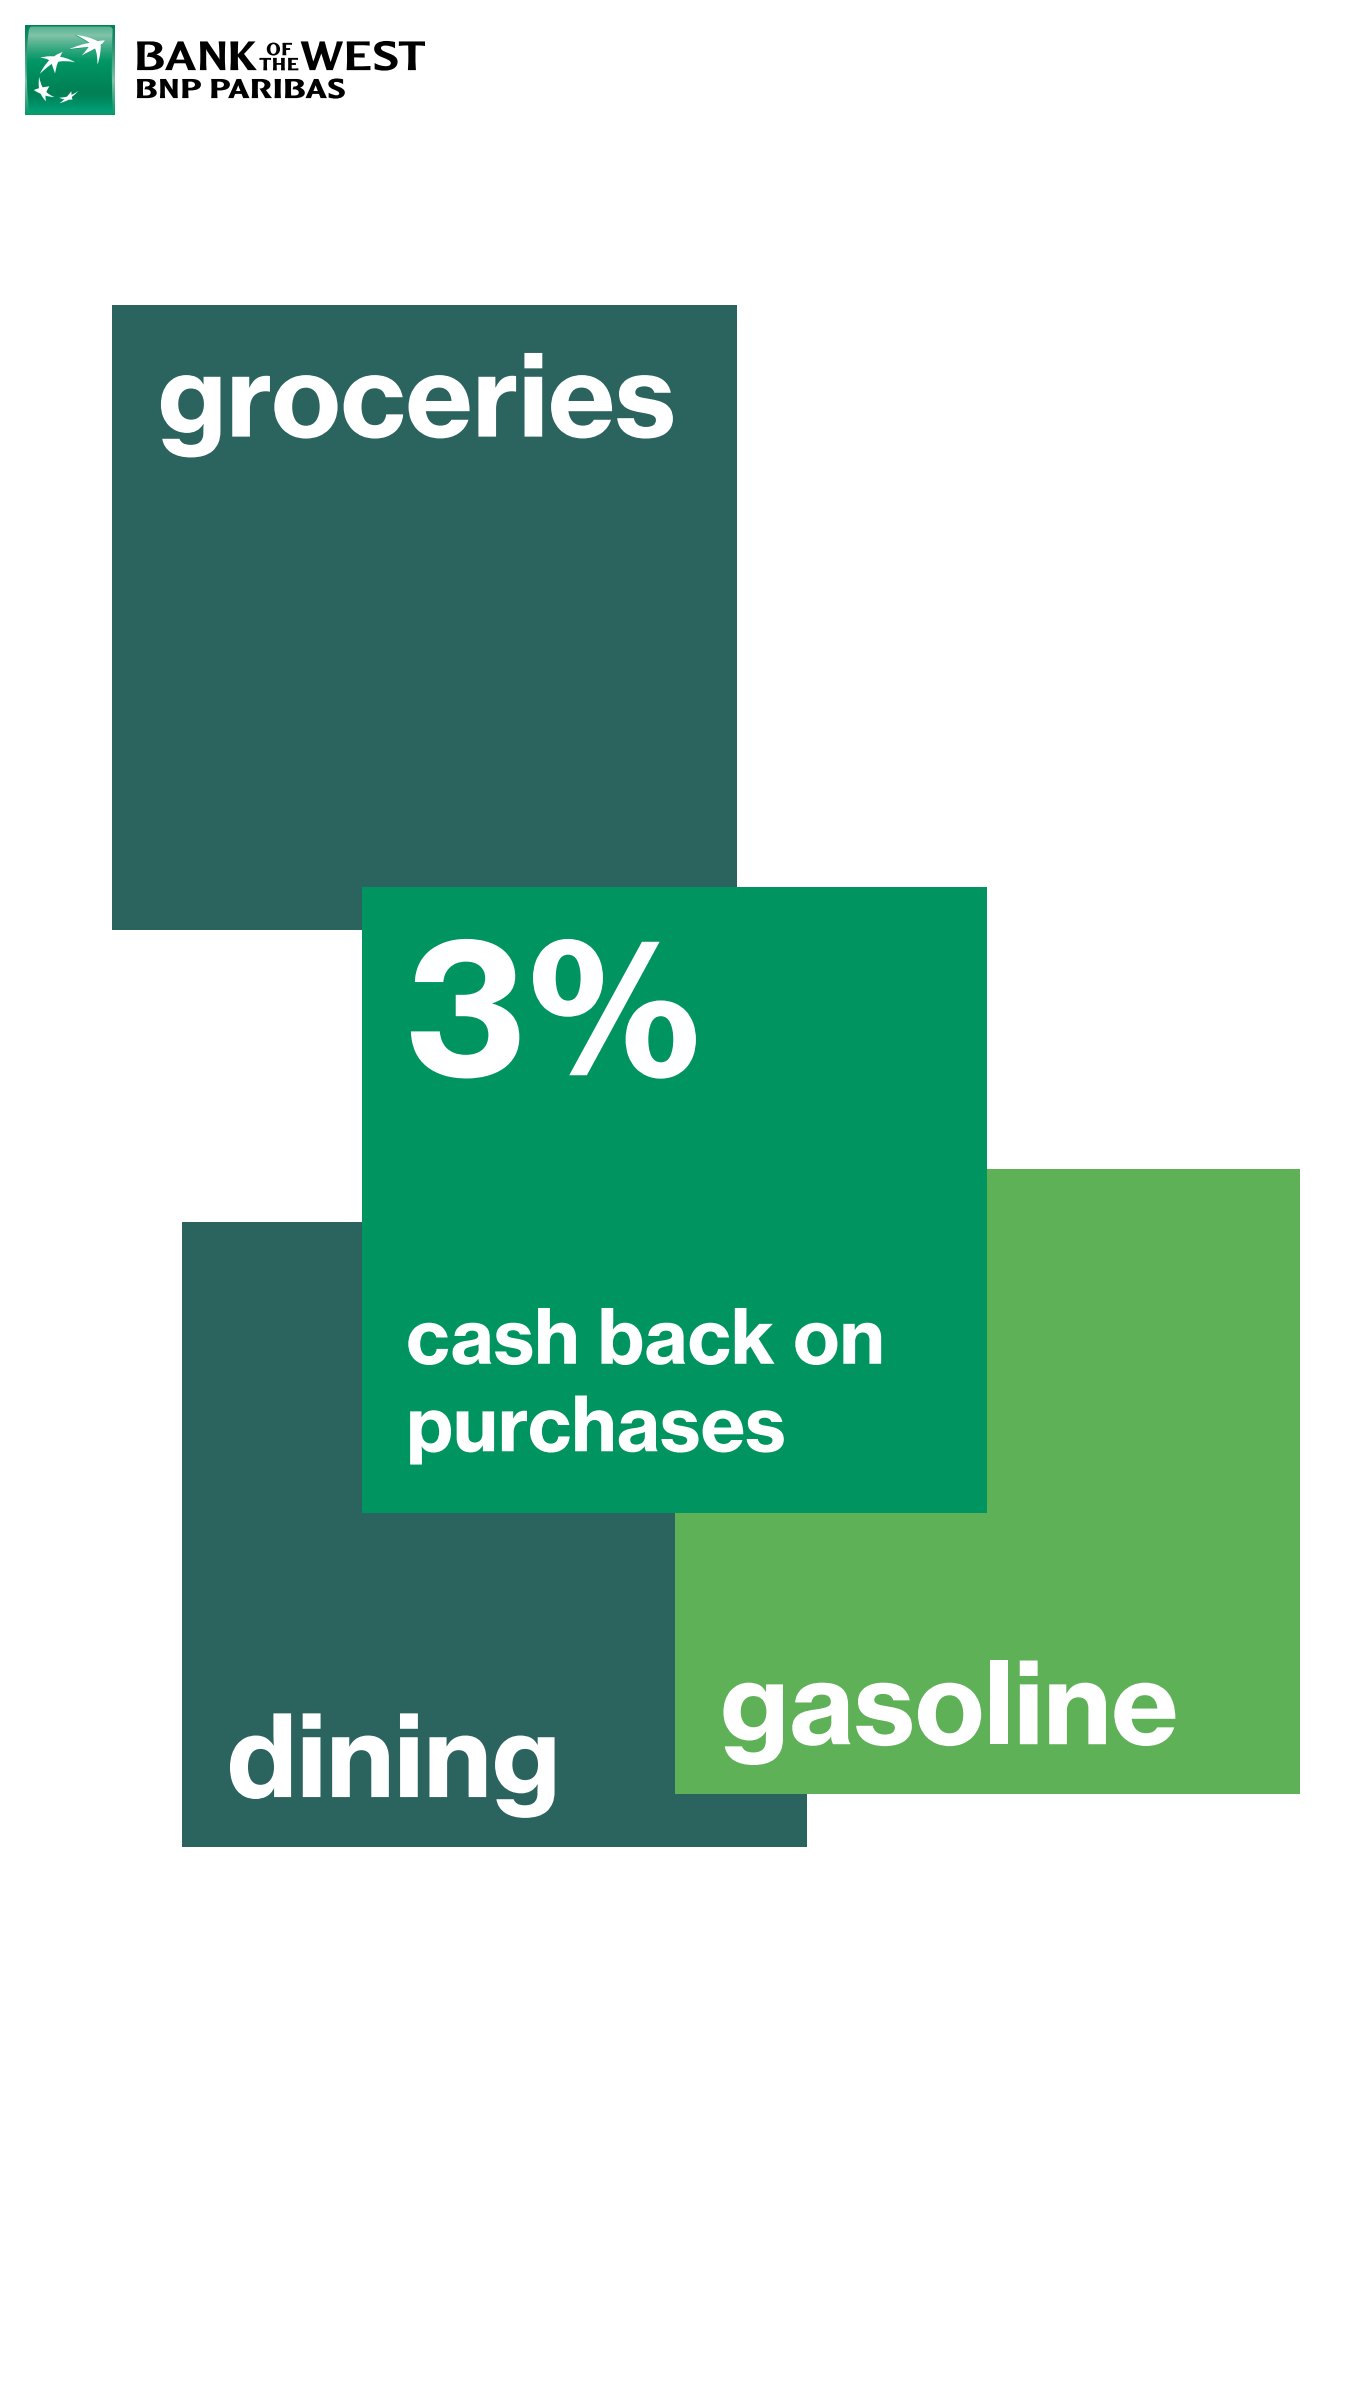 BANK OF THE WEST
BNP PARIBAS
groceries
3%
cash back on
purchases
dining
gasoline